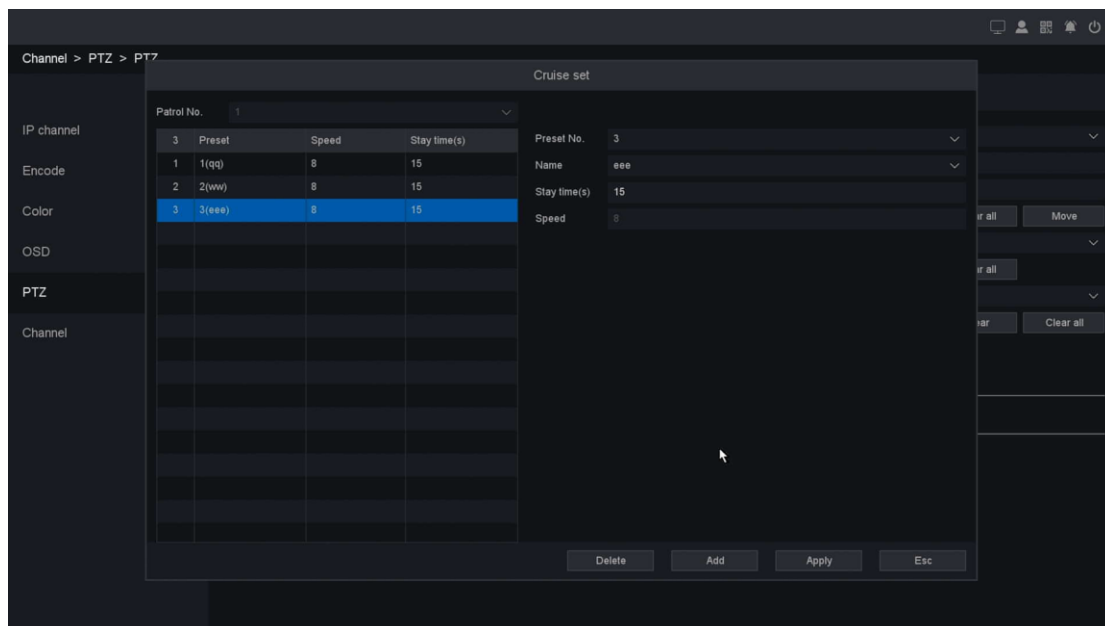 Channel > PTZ > PTZ
Cruise set
Patrol No. 1
3 Preset Speed Stay time(s)
1 1(qq) 8 15
2 2(ww) 8 15
3 3(eee) 8 15
Preset No. 3
Name eee
Stay time(s) 15
Speed 8
IP channel
Encode
Color
OSD
PTZ
Channel
all Move
all
Clear all
Delete Add Apply Esc